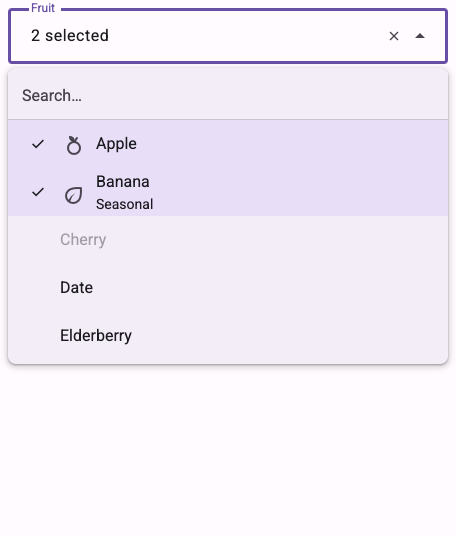 Fruit
2 selected
Search…
Apple
Banana
Seasonal
Cherry
Date
Elderberry